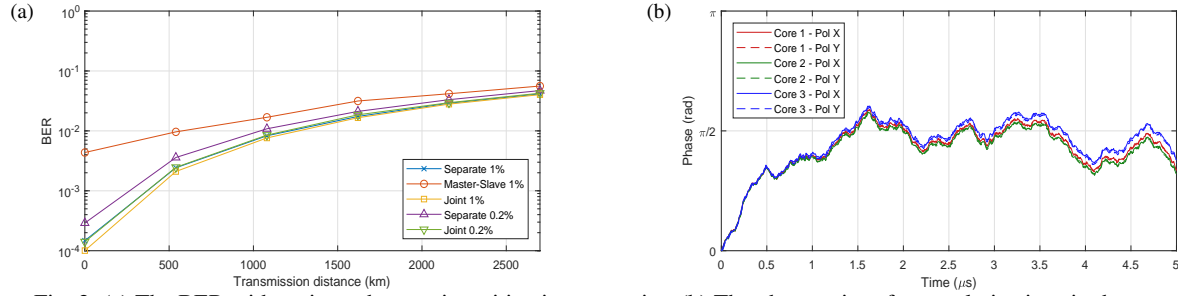 (a)
10^0
10^-1
10^-2
10^-3
10^-4
BER
0 500 1000 1500 2000 2500
Transmission distance (km)
Separate 1%
Master-Slave 1%
Joint 1%
Separate 0.2%
Joint 0.2%
(b)
π
π/2
0
Phase (rad)
0 0.5 1 1.5 2 2.5 3 3.5 4 4.5 5
Time (μs)
Core 1 - Pol X
Core 1 - Pol Y
Core 2 - Pol X
Core 2 - Pol Y
Core 3 - Pol X
Core 3 - Pol Y